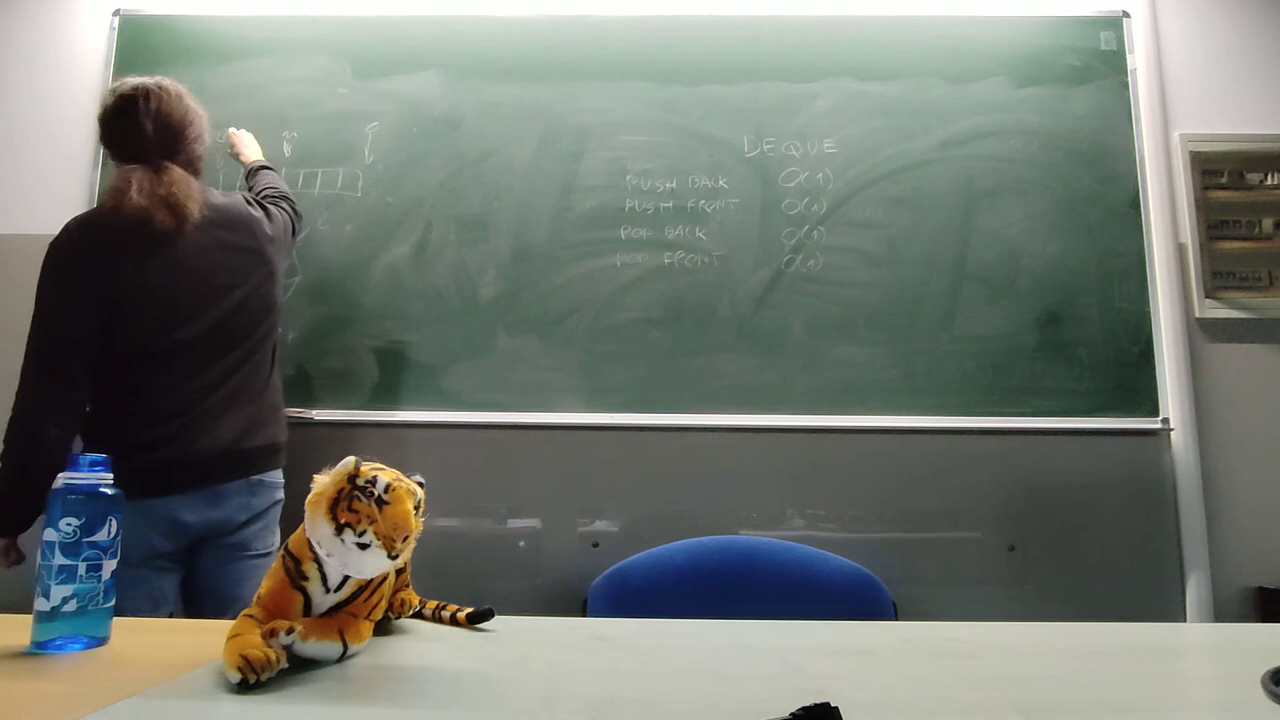 DEQUE
PUSH BACK O(1)
PUSH FRONT O(1)
POP BACK O(1)
POP FRONT O(1)